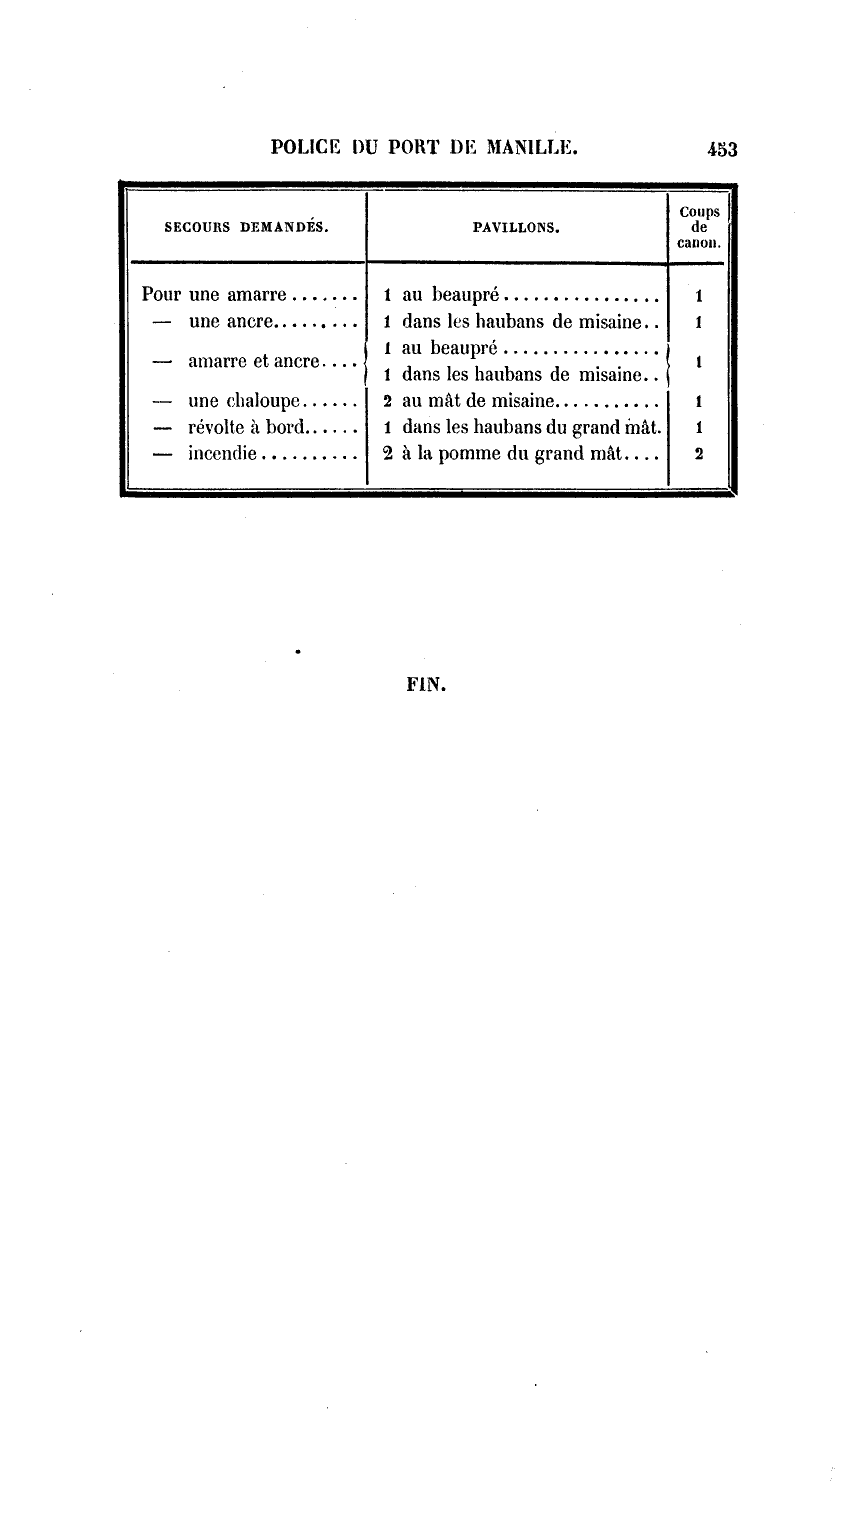 POLICE DU PORT DE MANILLE. 453
SECOURS DEMANDÉS. PAVILLONS. Coups
de
canon.
Pour une amarre ....... 1 au beaupré ................ 1
— une ancre......... 1 dans les haubans de misaine.. 1
— amarre et ancre.... { 1 au beaupré ................ } 1
1 dans les haubans de misaine..
— une chaloupe...... 2 au mât de misaine........... 1
— révolte à bord...... 1 dans les haubans du grand mât. 1
— incendie.......... 2 à la pomme du grand mât.... 2
FIN.